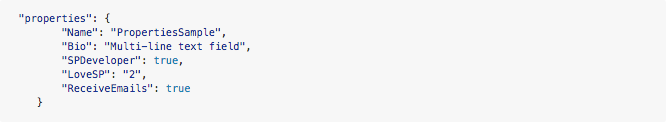 "properties": {
"Name": "PropertiesSample",
"Bio": "Multi-line text field",
"SPDeveloper": true,
"LoveSP": "2",
"ReceiveEmails": true
}